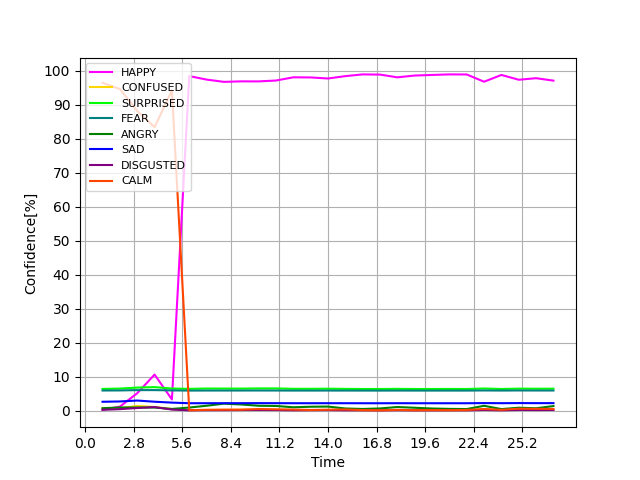 100
90
80
70
60
50
40
30
20
10
0
Confidence[%]
HAPPY
CONFUSED
SURPRISED
FEAR
ANGRY
SAD
DISGUSTED
CALM
0.0 2.8 5.6 8.4 11.2 14.0 16.8 19.6 22.4 25.2
Time